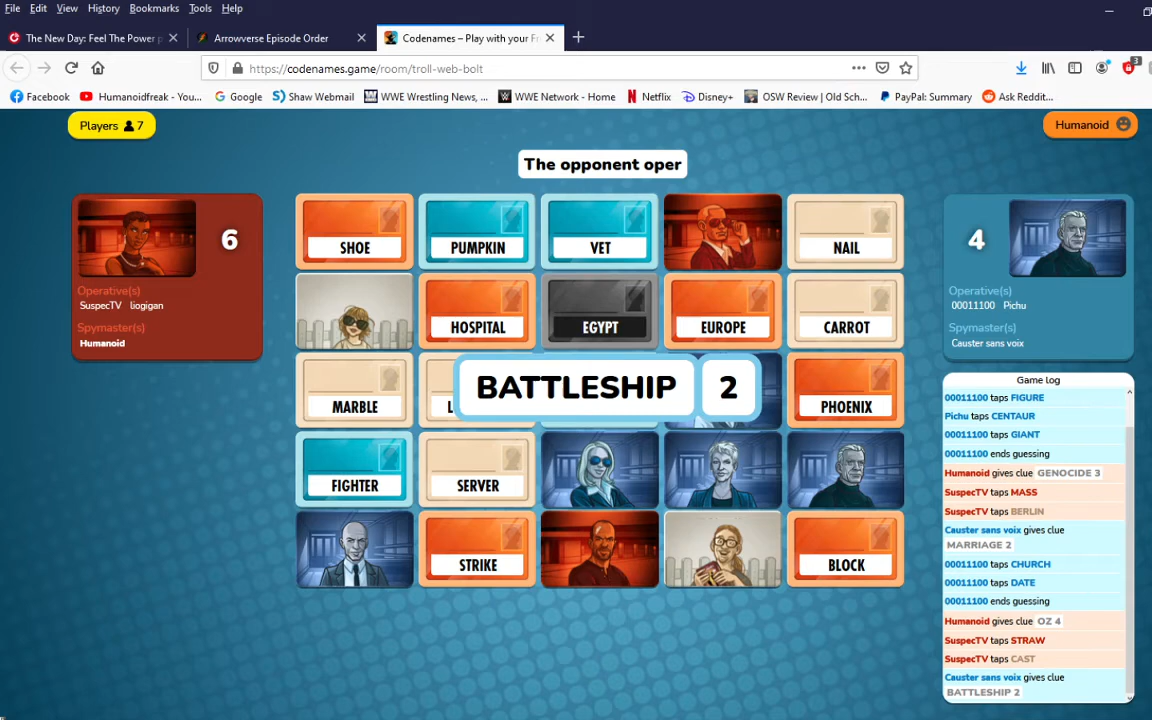 File Edit View History Bookmarks Tools Help
The New Day: Feel The Power p
Arrowverse Episode Order
Codenames – Play with your Fr
https://codenames.game/room/troll-web-bolt
3
Facebook
Humanoidfreak - You...
Google
Shaw Webmail
WWE Wrestling News, ...
WWE Network - Home
Netflix
Disney+
OSW Review | Old Sch...
PayPal: Summary
Ask Reddit...
Players 7
Humanoid
The opponent oper
6
Operative(s)
SuspecTV liogigan
Spymaster(s)
Humanoid
SHOE
PUMPKIN
VET
NAIL
HOSPITAL
EGYPT
EUROPE
CARROT
MARBLE
BATTLESHIP 2
PHOENIX
FIGHTER
SERVER
STRIKE
BLOCK
4
Operative(s)
00011100 Pichu
Spymaster(s)
Causter sans voix
Game log
00011100 taps FIGURE
Pichu taps CENTAUR
00011100 taps GIANT
00011100 ends guessing
Humanoid gives clue GENOCIDE 3
SuspecTV taps MASS
SuspecTV taps BERLIN
Causter sans voix gives clue
MARRIAGE 2
00011100 taps CHURCH
00011100 taps DATE
00011100 ends guessing
Humanoid gives clue OZ 4
SuspecTV taps STRAW
SuspecTV taps CAST
Causter sans voix gives clue
BATTLESHIP 2